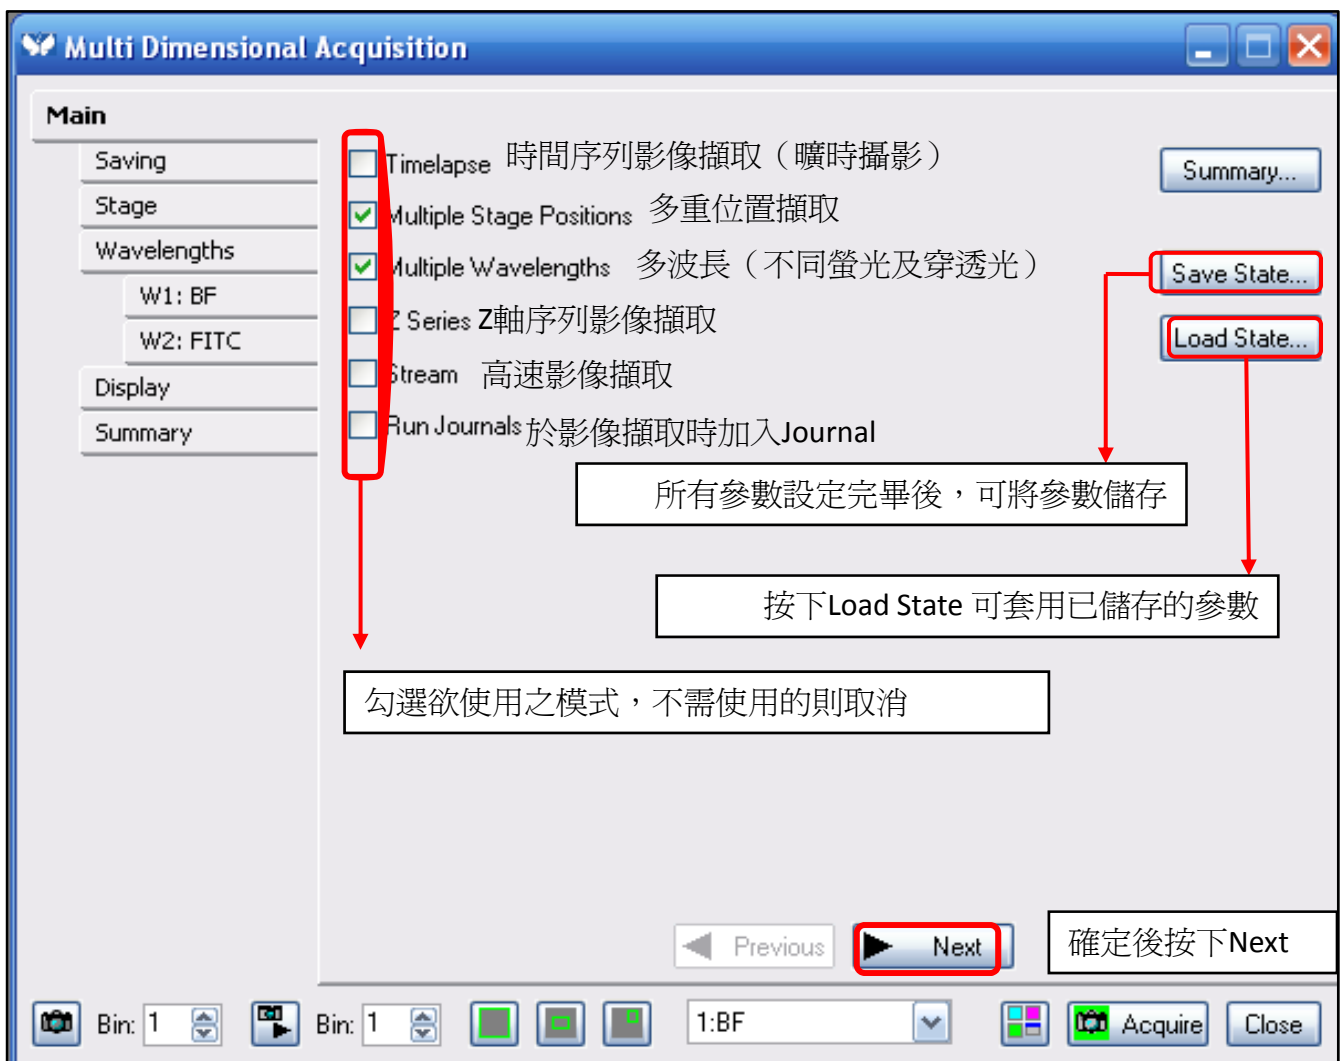 Multi Dimensional Acquisition
Main
Saving
Stage
Wavelengths
W1: BF
W2: FITC
Display
Summary
Timelapse 時間序列影像擷取（曠時攝影）
Multiple Stage Positions 多重位置擷取
Multiple Wavelengths 多波長（不同螢光及穿透光）
Z Series Z軸序列影像擷取
Stream 高速影像擷取
Run Journals 於影像擷取時加入Journal
Summary...
Save State...
Load State...
所有參數設定完畢後，可將參數儲存
按下Load State 可套用已儲存的參數
勾選欲使用之模式，不需使用的則取消
Previous
Next
確定後按下Next
Bin: 1
Bin: 1
1:BF
Acquire
Close